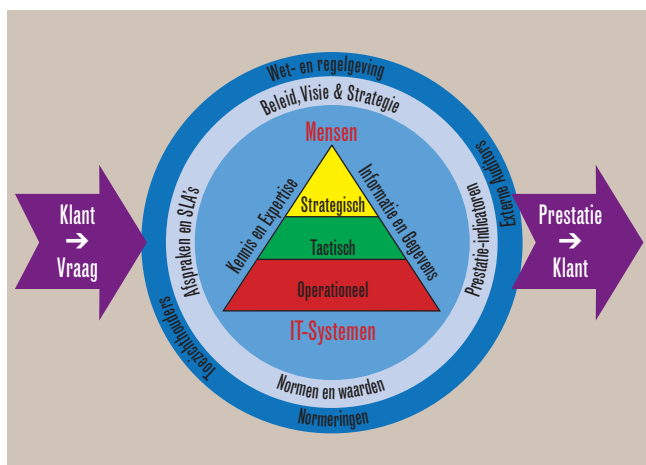 Wet- en regelgeving
Beleid, Visie & Strategie
Mensen
Klant
➔
Vraag
Afspraken en SLA's
Kennis en Expertise
Strategisch
Tactisch
Operationeel
Informatie en Gegevens
Prestatie-indicatoren
Externe Auditors
Prestatie
➔
Klant
IT-Systemen
Toezichthouders
Normen en waarden
Normeringen